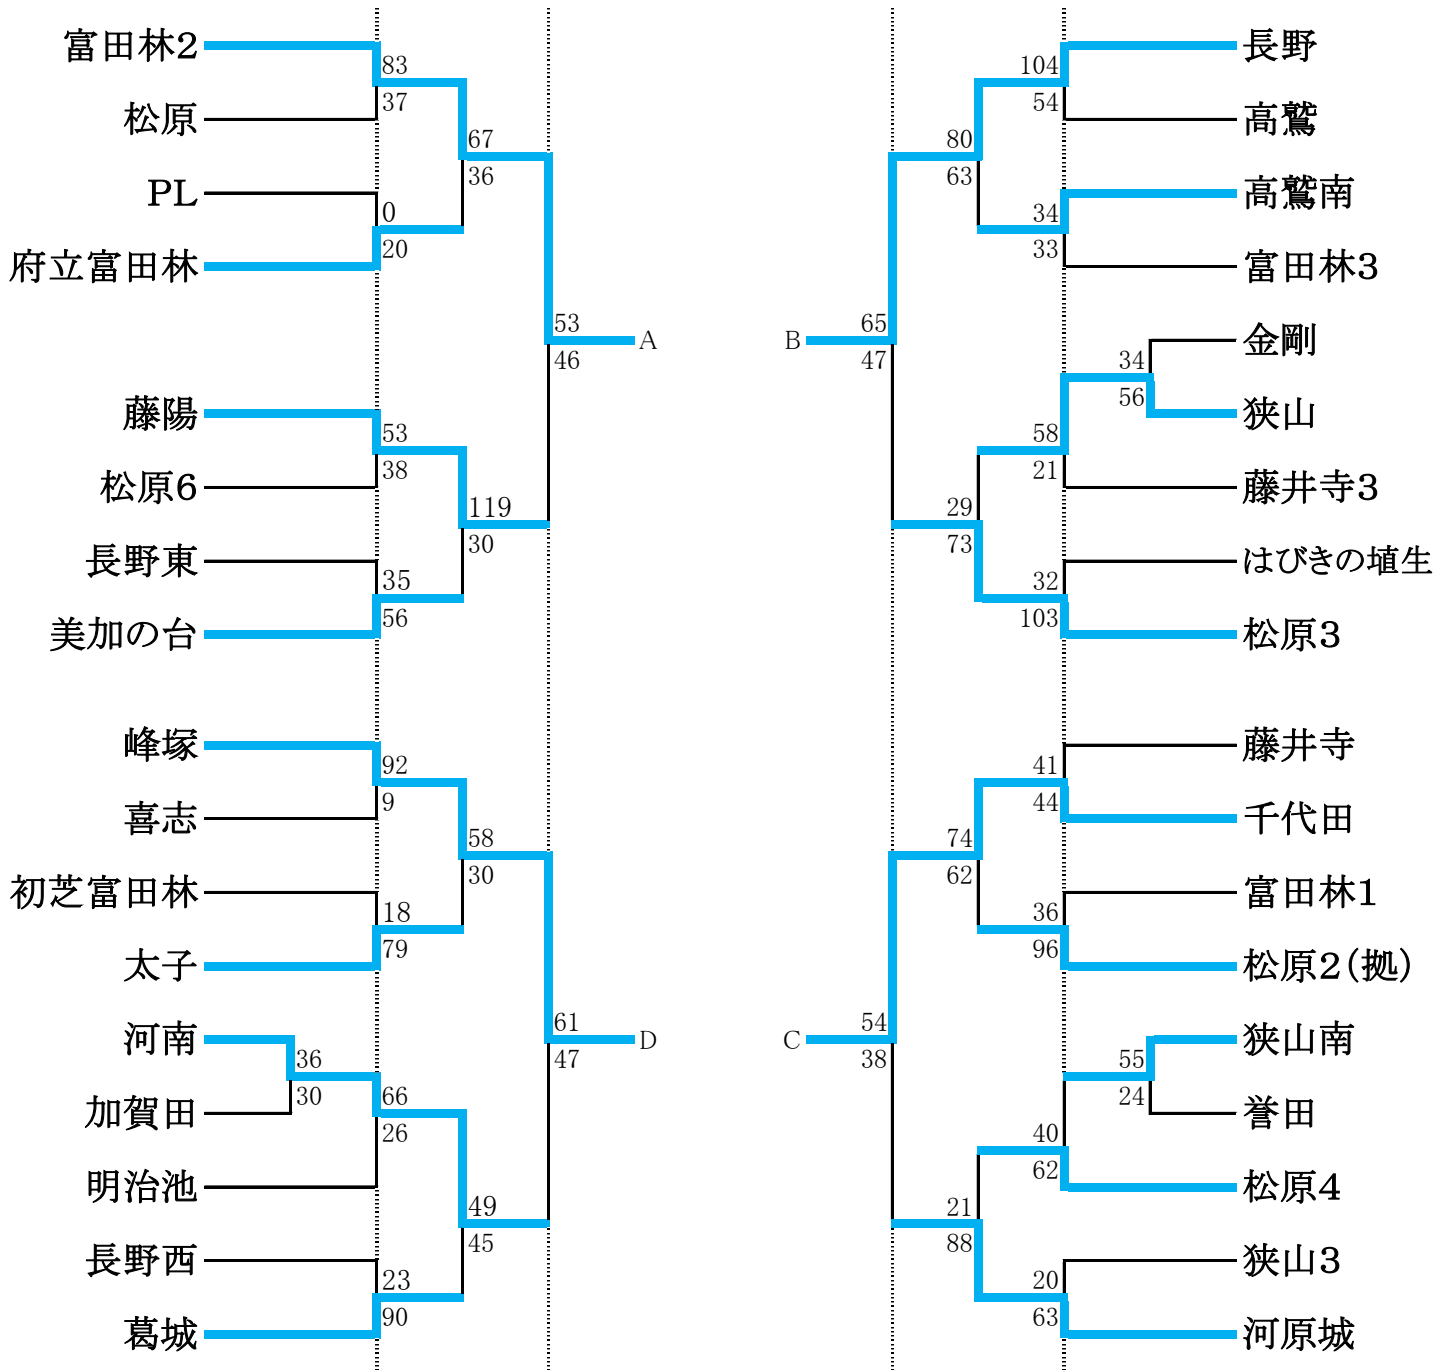 富田林2
83
37
松原
67
36
PL
0
20
府立富田林
53
46
A
藤陽
53
38
松原6
119
30
長野東
35
56
美加の台
峰塚
92
9
喜志
58
30
初芝富田林
18
79
太子
61
47
D
河南
36
30
加賀田
66
26
明治池
49
45
長野西
23
90
葛城
長野
104
54
高鷲
80
63
高鷲南
34
33
富田林3
B
65
47
金剛
34
56
狭山
58
21
藤井寺3
29
73
はびきの埴生
32
103
松原3
藤井寺
41
44
千代田
74
62
富田林1
36
96
松原2(拠)
C
54
38
狭山南
55
24
誉田
40
62
松原4
21
88
狭山3
20
63
河原城